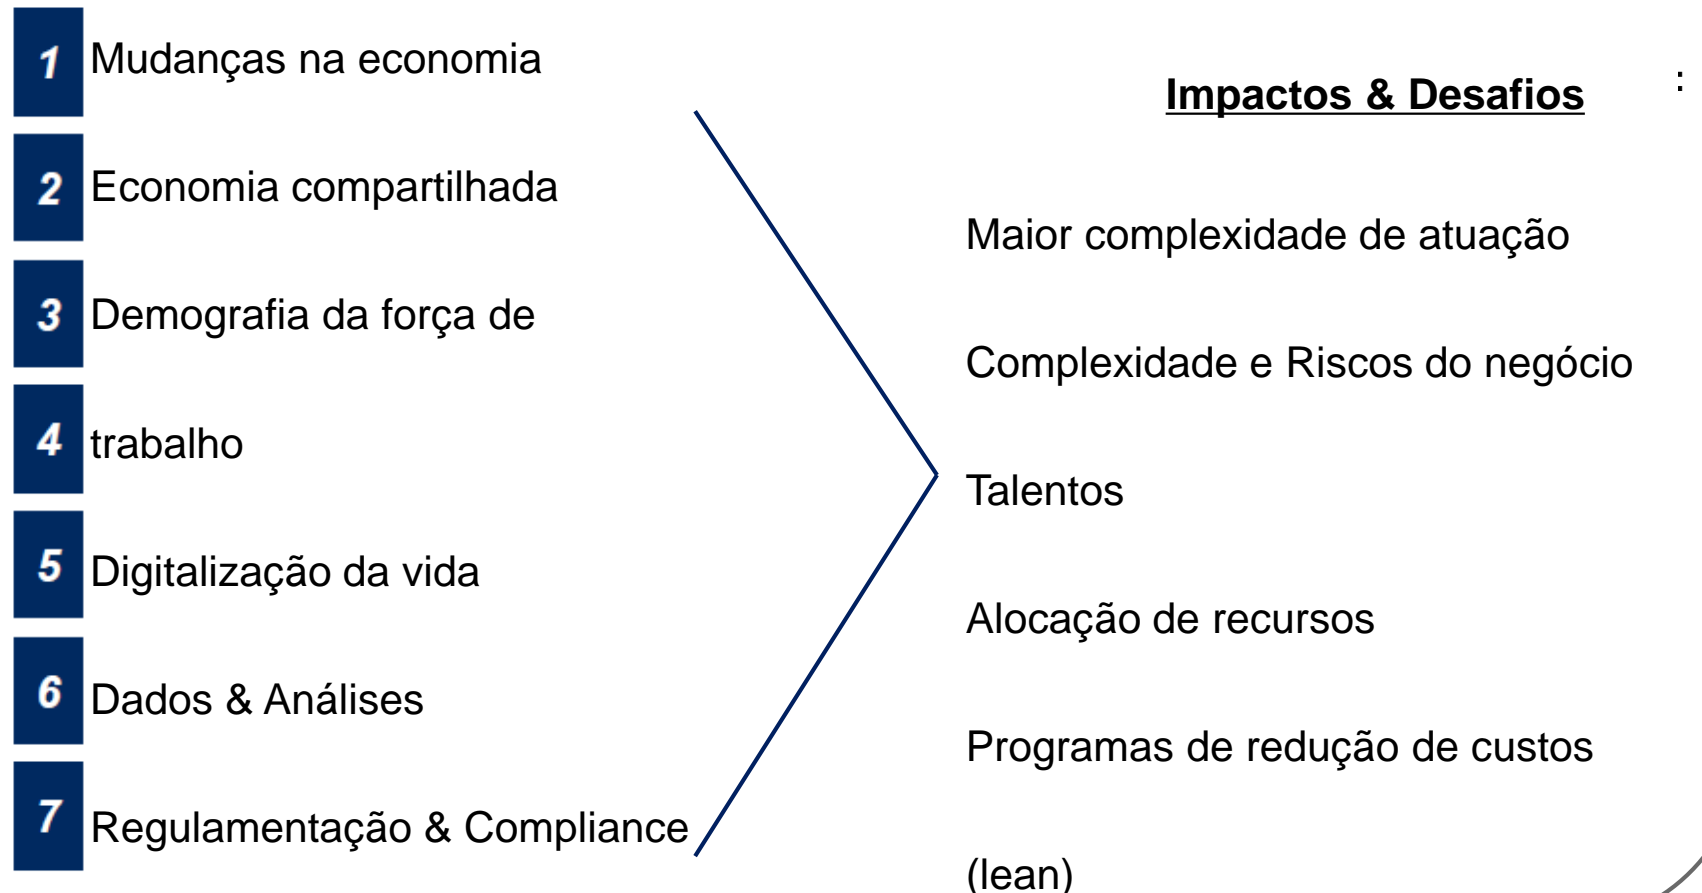 1 Mudanças na economia
2 Economia compartilhada
3 Demografia da força de
4 trabalho
5 Digitalização da vida
6 Dados & Análises
7 Regulamentação & Compliance
Impactos & Desafios :
Maior complexidade de atuação
Complexidade e Riscos do negócio
Talentos
Alocação de recursos
Programas de redução de custos
(lean)